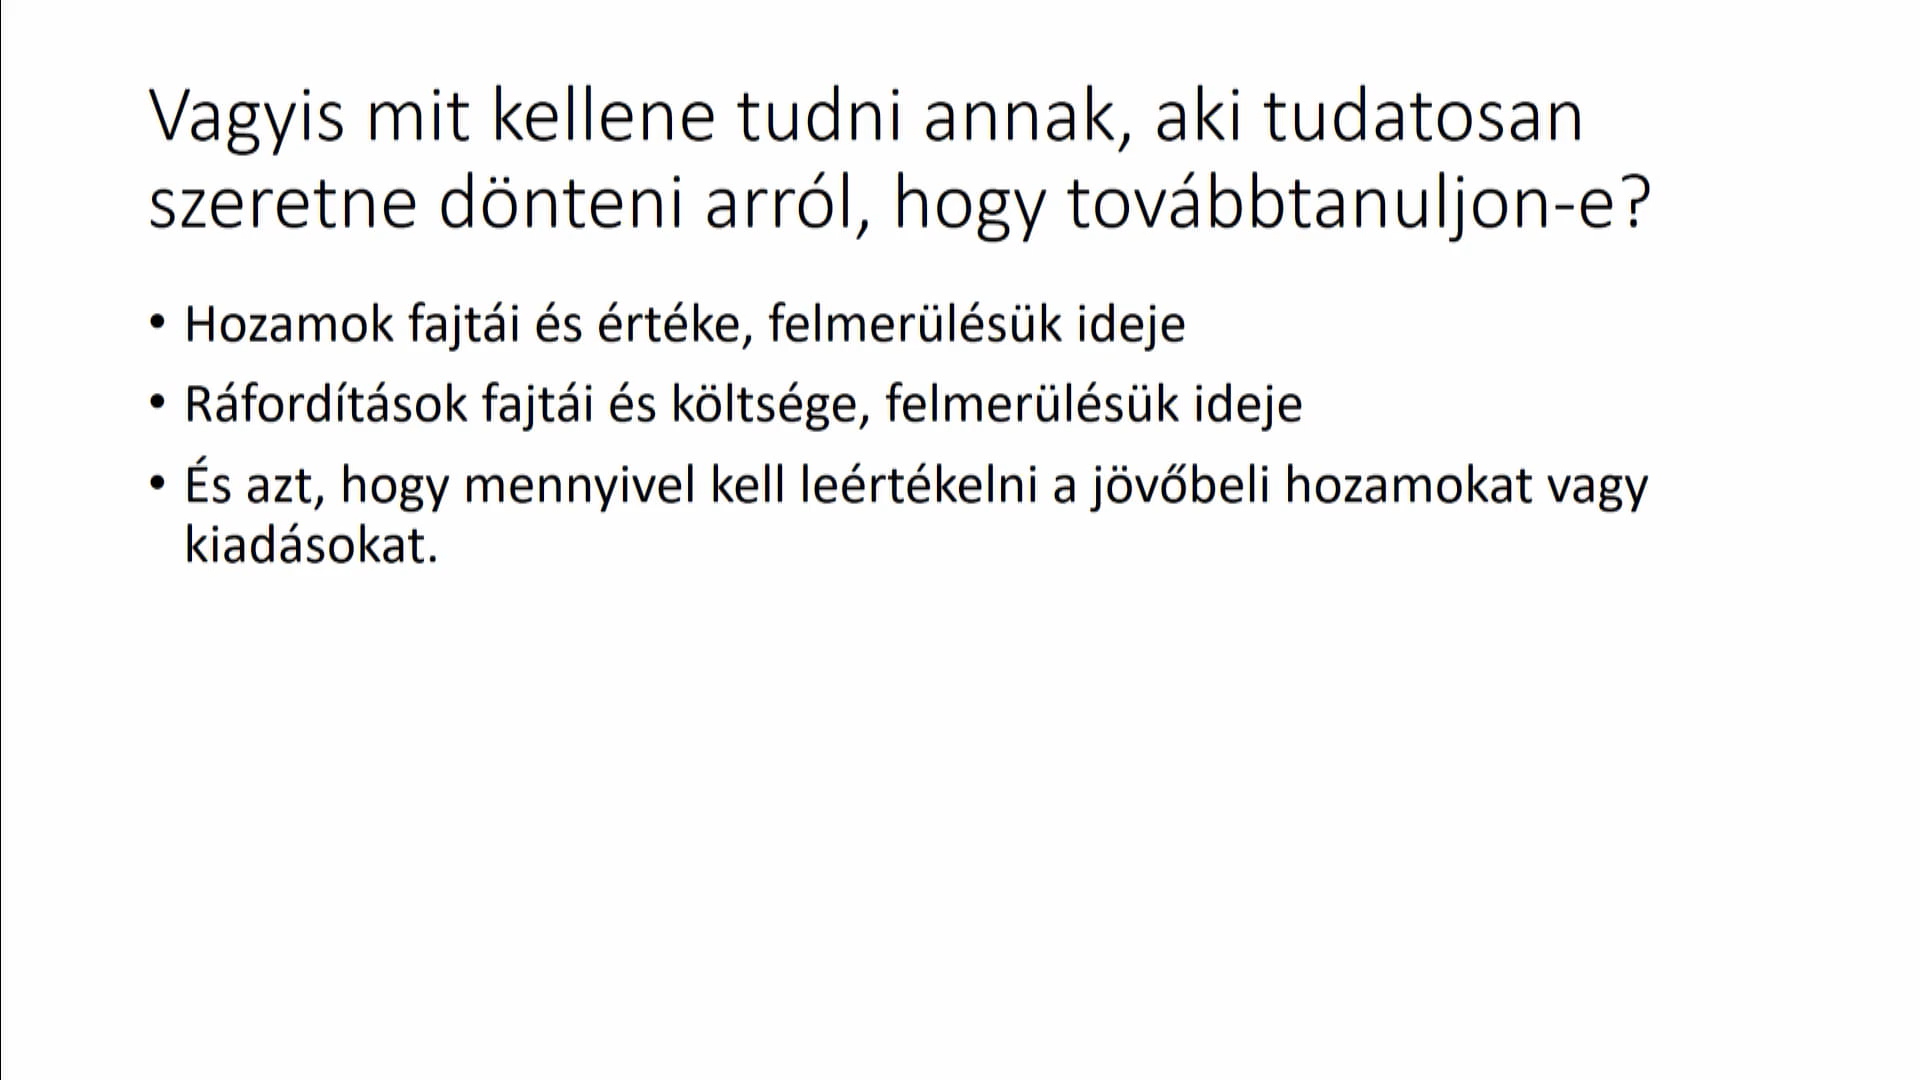 Vagyis mit kellene tudni annak, aki tudatosan
szeretne dönteni arról, hogy továbbtanuljon-e?
• Hozamok fajtái és értéke, felmerülésük ideje
• Ráfordítások fajtái és költsége, felmerülésük ideje
• És azt, hogy mennyivel kell leértékelni a jövőbeli hozamokat vagy
kiadásokat.